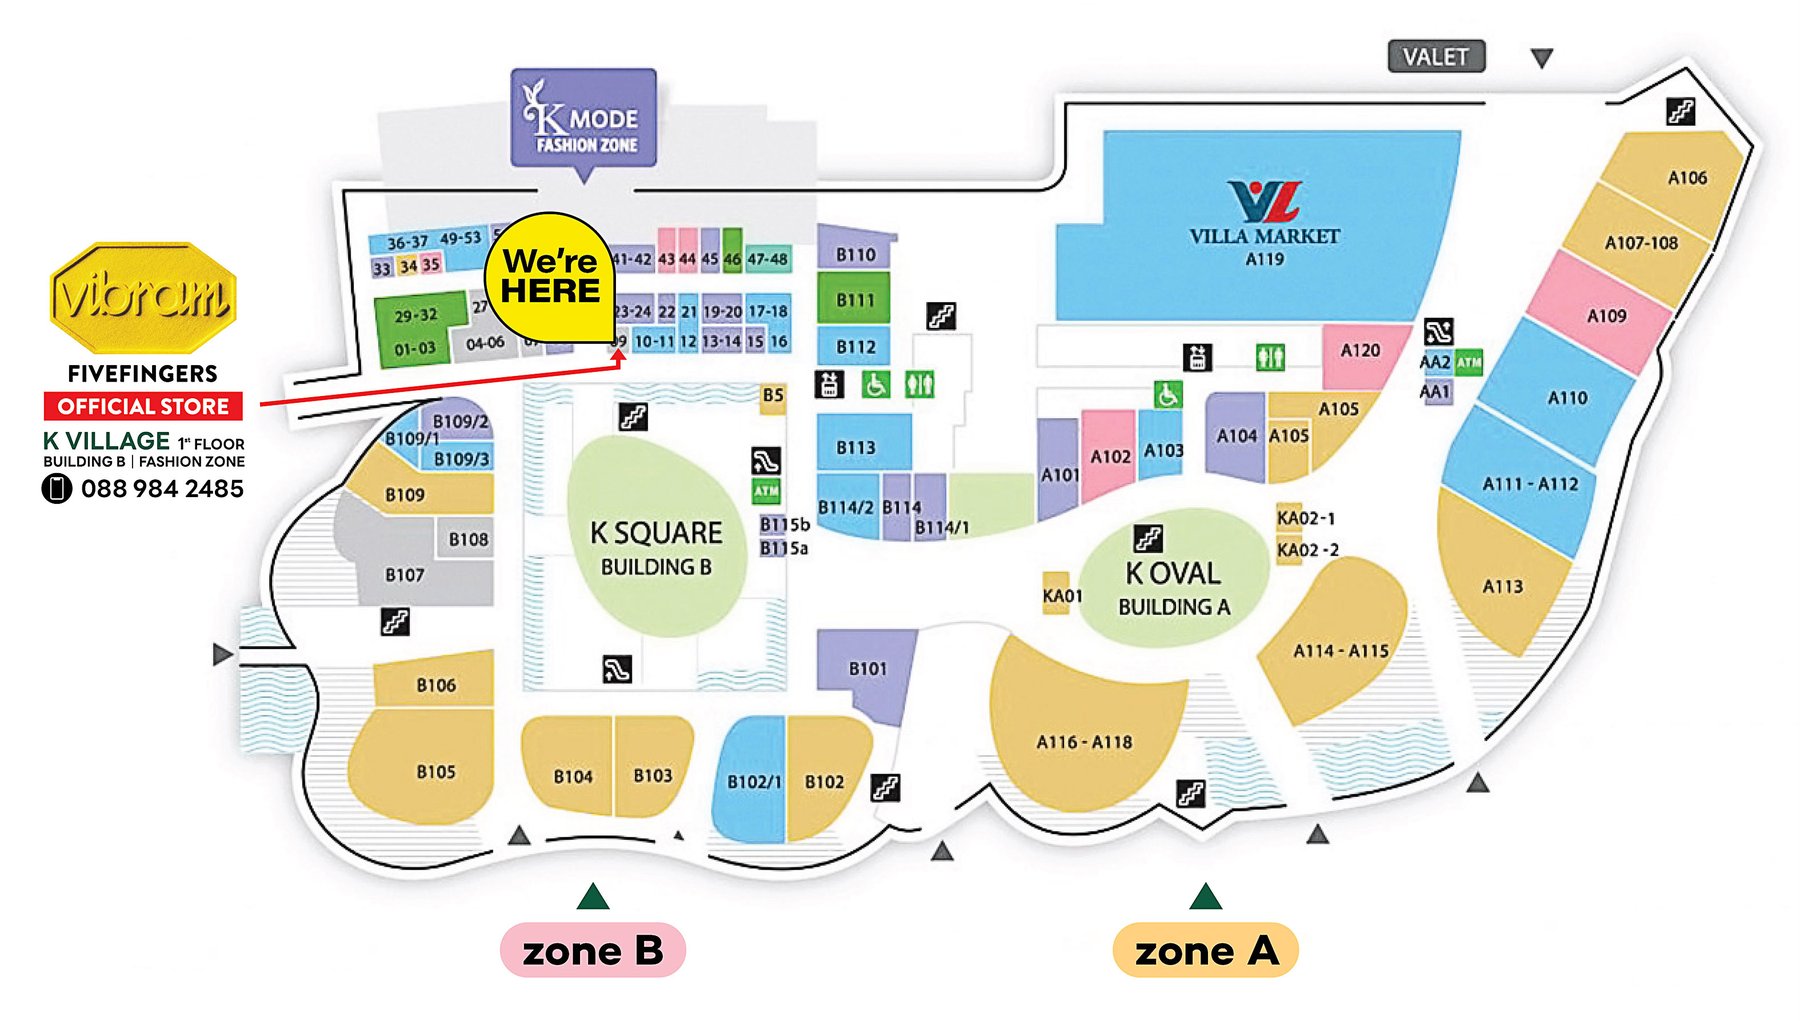 VALET
K MODE
FASHION ZONE
We're
HERE
vibram
FIVEFINGERS
OFFICIAL STORE
K VILLAGE 1st FLOOR
BUILDING B | FASHION ZONE
088 984 2485
36-37
49-53
33
34
35
41-42
43
44
45
46
47-48
29-32
27
23-24
22
21
19-20
17-18
01-03
04-06
09
10-11
12
13-14
15
16
B110
B111
B112
B113
B114/2
B114
B114/1
B5
ATM
B115b
B115a
B109/2
B109/1
B109/3
B109
B108
B107
K SQUARE
BUILDING B
B106
B105
B104
B103
B102/1
B102
B101
VILLA MARKET
A119
A120
A101
A102
A103
A104
A105
A105
AA2
ATM
AA1
A106
A107-108
A109
A110
A111 - A112
A113
KA02-1
KA02 -2
KA01
K OVAL
BUILDING A
A114 - A115
A116 - A118
zone B
zone A